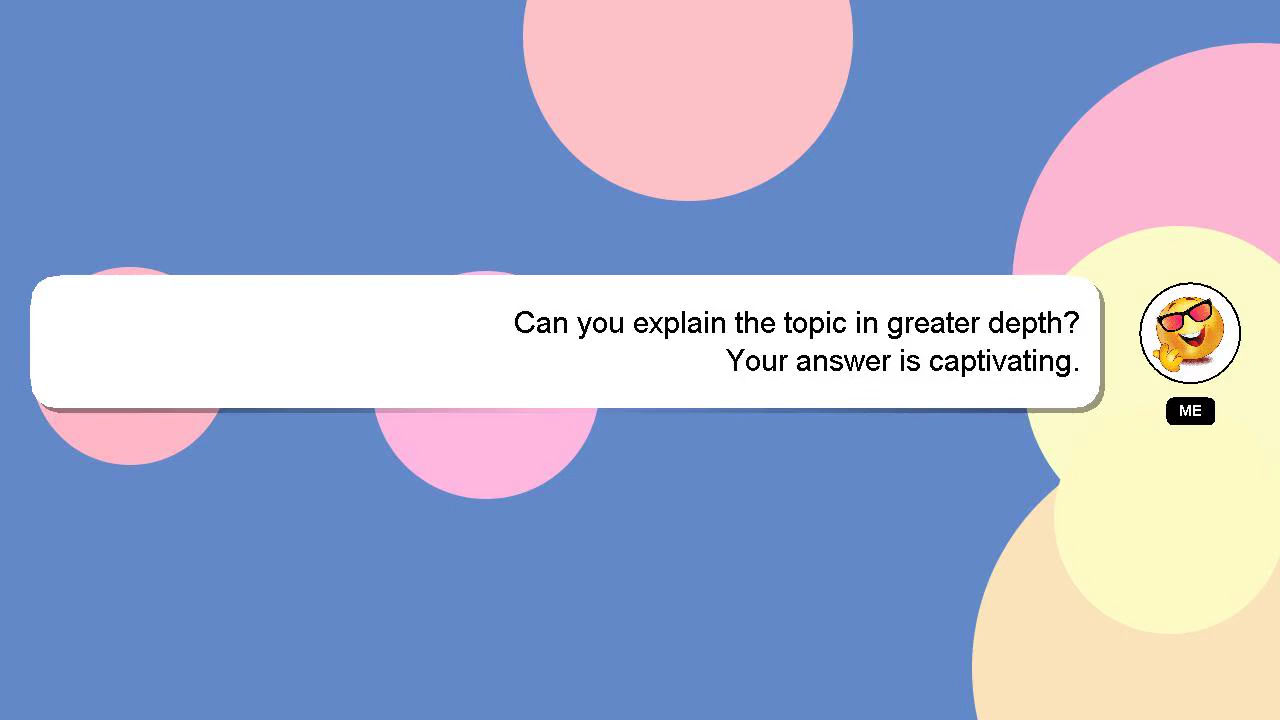 Can you explain the topic in greater depth?
Your answer is captivating.
ME